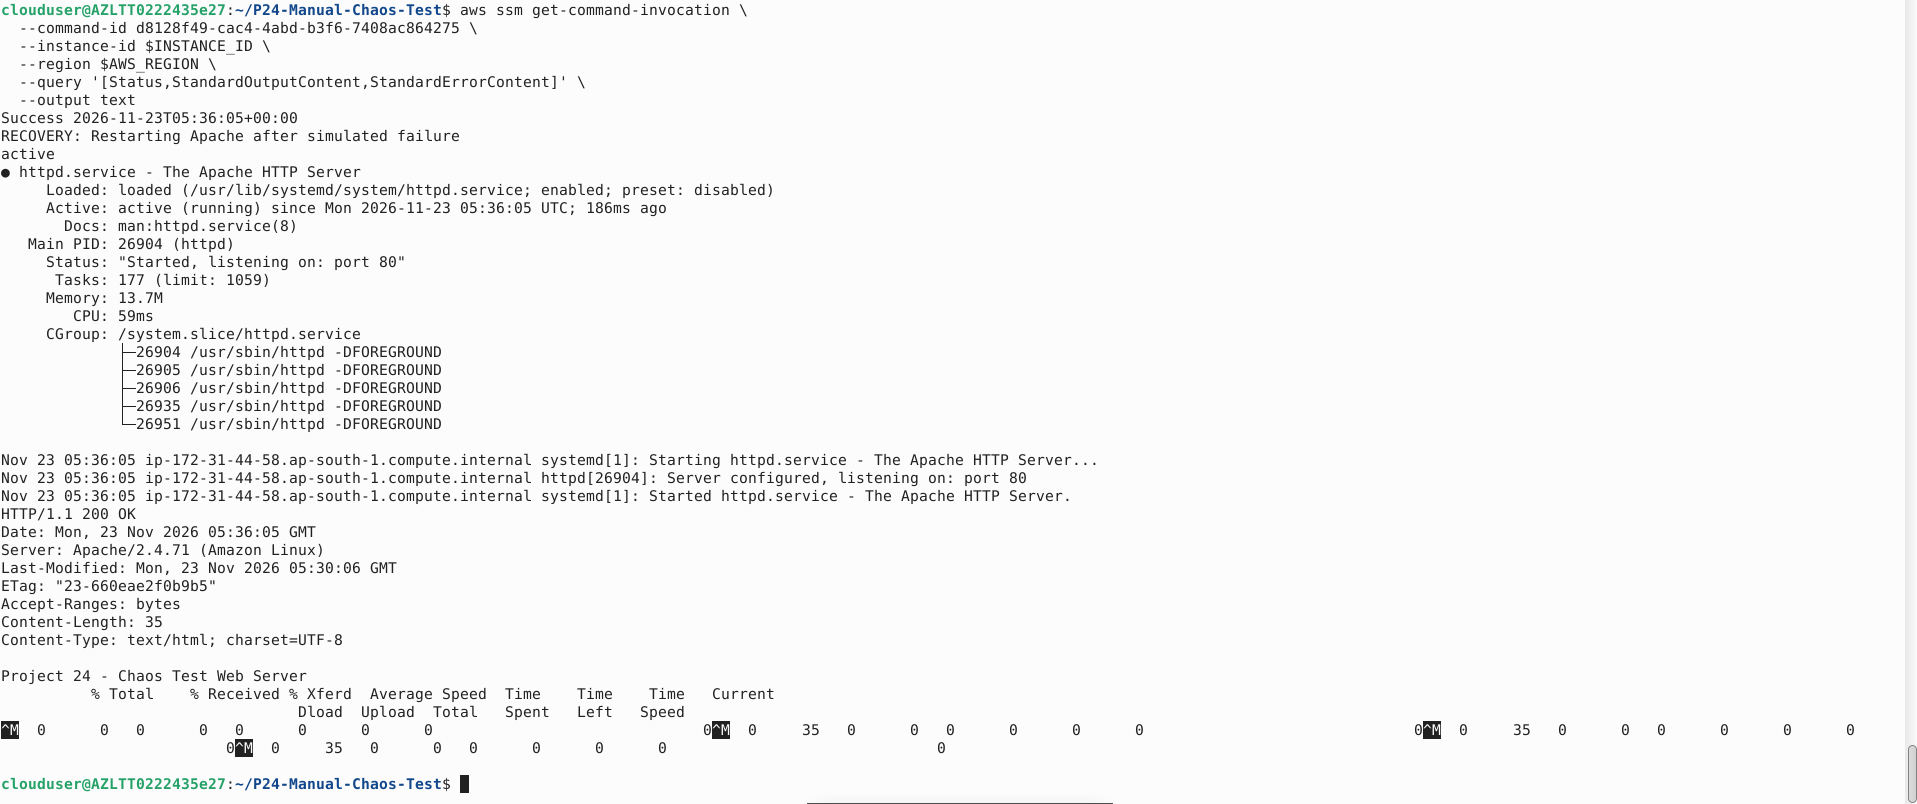 clouduser@AZLTT0222435e27:~/P24-Manual-Chaos-Test$ aws ssm get-command-invocation \
  --command-id d8128f49-cac4-4abd-b3f6-7408ac864275 \
  --instance-id $INSTANCE_ID \
  --region $AWS_REGION \
  --query '[Status,StandardOutputContent,StandardErrorContent]' \
  --output text
Success 2026-11-23T05:36:05+00:00
RECOVERY: Restarting Apache after simulated failure
active
● httpd.service - The Apache HTTP Server
     Loaded: loaded (/usr/lib/systemd/system/httpd.service; enabled; preset: disabled)
     Active: active (running) since Mon 2026-11-23 05:36:05 UTC; 186ms ago
       Docs: man:httpd.service(8)
   Main PID: 26904 (httpd)
     Status: "Started, listening on: port 80"
      Tasks: 177 (limit: 1059)
     Memory: 13.7M
        CPU: 59ms
     CGroup: /system.slice/httpd.service
             ├─26904 /usr/sbin/httpd -DFOREGROUND
             ├─26905 /usr/sbin/httpd -DFOREGROUND
             ├─26906 /usr/sbin/httpd -DFOREGROUND
             ├─26935 /usr/sbin/httpd -DFOREGROUND
             └─26951 /usr/sbin/httpd -DFOREGROUND

Nov 23 05:36:05 ip-172-31-44-58.ap-south-1.compute.internal systemd[1]: Starting httpd.service - The Apache HTTP Server...
Nov 23 05:36:05 ip-172-31-44-58.ap-south-1.compute.internal httpd[26904]: Server configured, listening on: port 80
Nov 23 05:36:05 ip-172-31-44-58.ap-south-1.compute.internal systemd[1]: Started httpd.service - The Apache HTTP Server.
HTTP/1.1 200 OK
Date: Mon, 23 Nov 2026 05:36:05 GMT
Server: Apache/2.4.71 (Amazon Linux)
Last-Modified: Mon, 23 Nov 2026 05:30:06 GMT
ETag: "23-660eae2f0b9b5"
Accept-Ranges: bytes
Content-Length: 35
Content-Type: text/html; charset=UTF-8

Project 24 - Chaos Test Web Server
          % Total    % Received % Xferd  Average Speed  Time    Time    Time   Current
                                 Dload  Upload  Total   Spent   Left   Speed
^M  0      0   0      0   0      0      0      0                              0^M  0     35   0      0   0      0      0      0                              0^M  0     35   0      0   0      0      0      0
                         0^M  0     35   0      0   0      0      0      0                              0

clouduser@AZLTT0222435e27:~/P24-Manual-Chaos-Test$